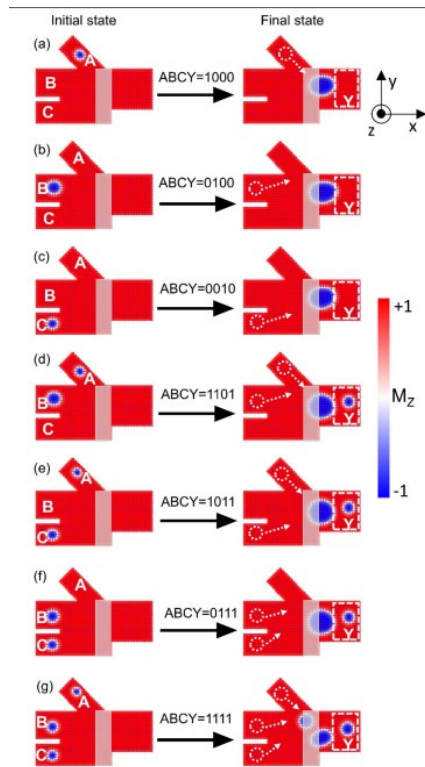 Initial state Final state
(a)
A
B
C
ABCY=1000
Y
y
z x
(b)
A
B
C
ABCY=0100
Y
(c)
A
B
C
ABCY=0010
Y
+1
(d)
A
B
C
ABCY=1101
Y
Mz
(e)
A
B
C
ABCY=1011
Y
-1
(f)
A
B
C
ABCY=0111
Y
(g)
A
B
C
ABCY=1111
Y